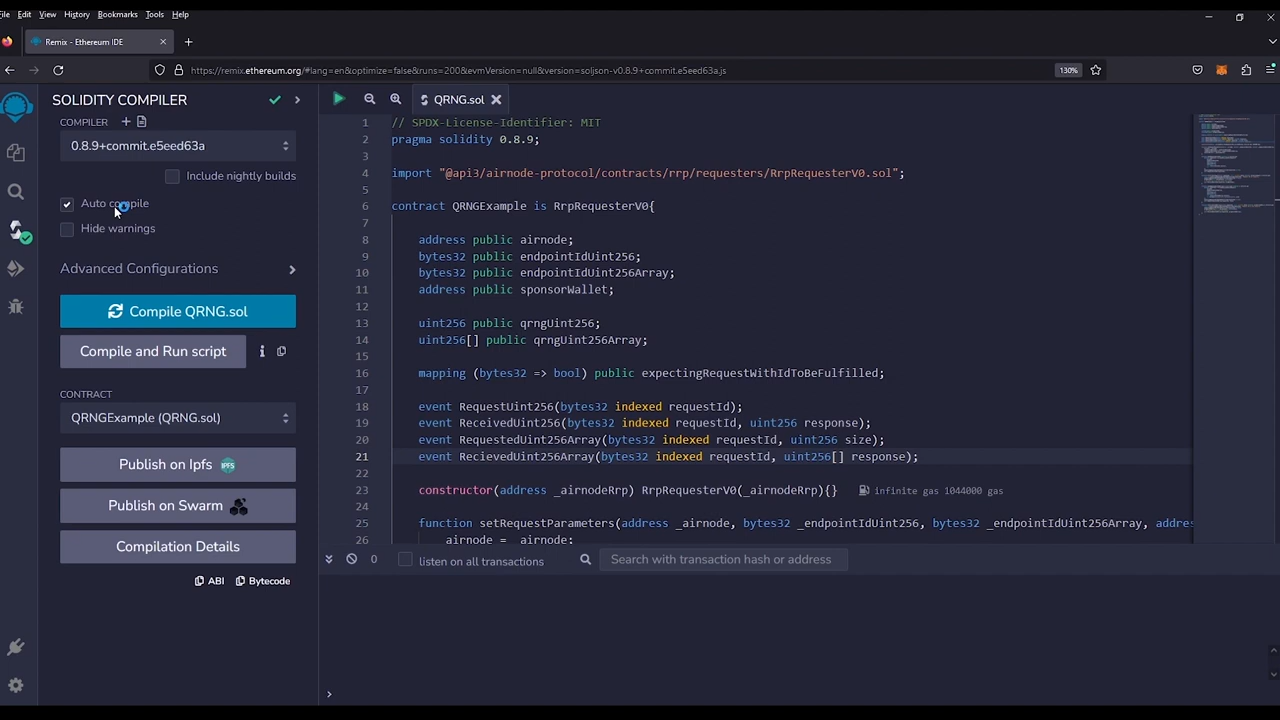 File Edit View History Bookmarks Tools Help
Remix - Ethereum IDE
https://remix.ethereum.org/#lang=en&optimize=false&runs=200&evmVersion=null&version=soljson-v0.8.9+commit.e5eed63a.js
130%
SOLIDITY COMPILER
COMPILER
0.8.9+commit.e5eed63a
Include nightly builds
Auto compile
Hide warnings
Advanced Configurations
Compile QRNG.sol
Compile and Run script
CONTRACT
QRNGExample (QRNG.sol)
Publish on Ipfs IPFS
Publish on Swarm
Compilation Details
ABI Bytecode
QRNG.sol
1 // SPDX-License-Identifier: MIT
2 pragma solidity 0.8.9;
3
4 import "@api3/airnode-protocol/contracts/rrp/requesters/RrpRequesterV0.sol";
5
6 contract QRNGExample is RrpRequesterV0{
7
8 address public airnode;
9 bytes32 public endpointIdUint256;
10 bytes32 public endpointIdUint256Array;
11 address public sponsorWallet;
12
13 uint256 public qrngUint256;
14 uint256[] public qrngUint256Array;
15
16 mapping (bytes32 => bool) public expectingRequestWithIdToBeFulfilled;
17
18 event RequestUint256(bytes32 indexed requestId);
19 event ReceivedUint256(bytes32 indexed requestId, uint256 response);
20 event RequestedUint256Array(bytes32 indexed requestId, uint256 size);
21 event RecievedUint256Array(bytes32 indexed requestId, uint256[] response);
22
23 constructor(address _airnodeRrp) RrpRequesterV0(_airnodeRrp){} infinite gas 1044000 gas
24
25 function setRequestParameters(address _airnode, bytes32 _endpointIdUint256, bytes32 _endpointIdUint256Array, addres
26 airnode = _airnode;
0 listen on all transactions Search with transaction hash or address
>